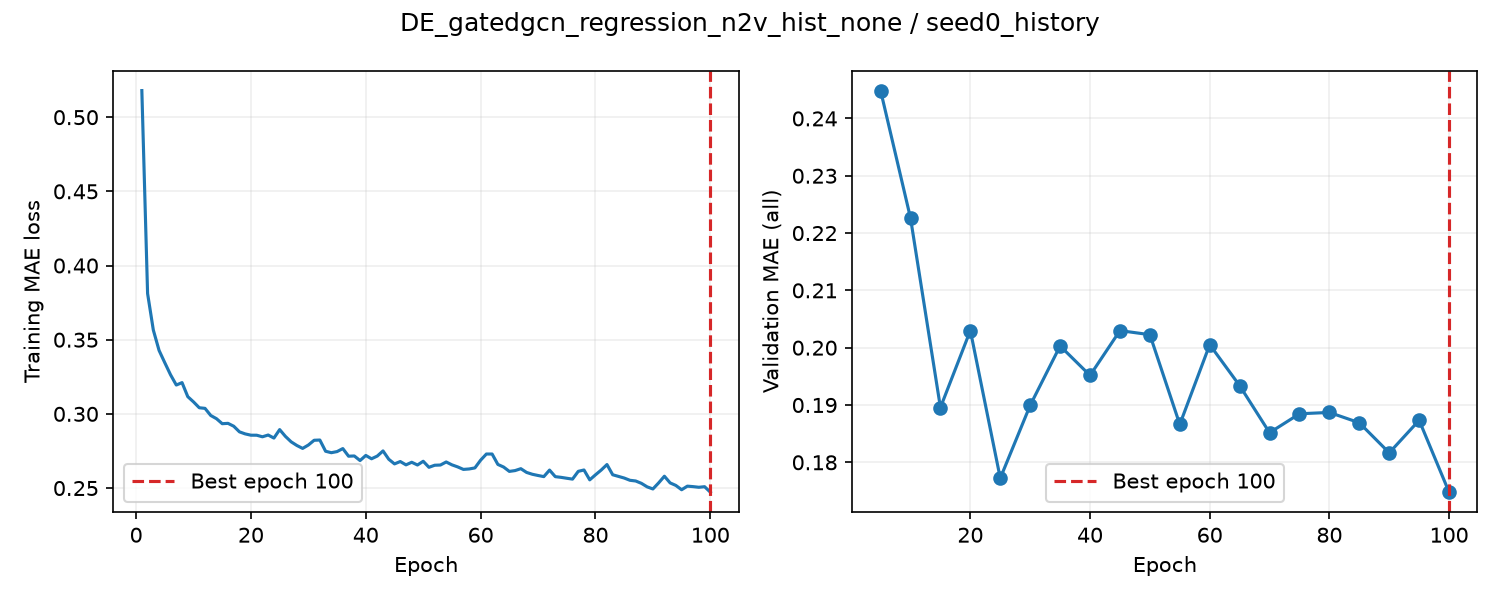 DE_gatedgcn_regression_n2v_hist_none / seed0_history
Training MAE loss
0.50
0.45
0.40
0.35
0.30
0.25
Best epoch 100
0 20 40 60 80 100
Epoch
Validation MAE (all)
0.24
0.23
0.22
0.21
0.20
0.19
0.18
Best epoch 100
20 40 60 80 100
Epoch